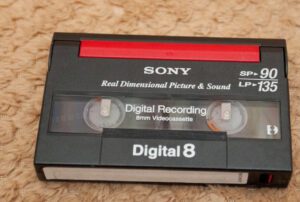 SONY
SP▸90
Real Dimensional Picture & Sound
LP▸135
Digital Recording
8mm Videocassette
Digital 8